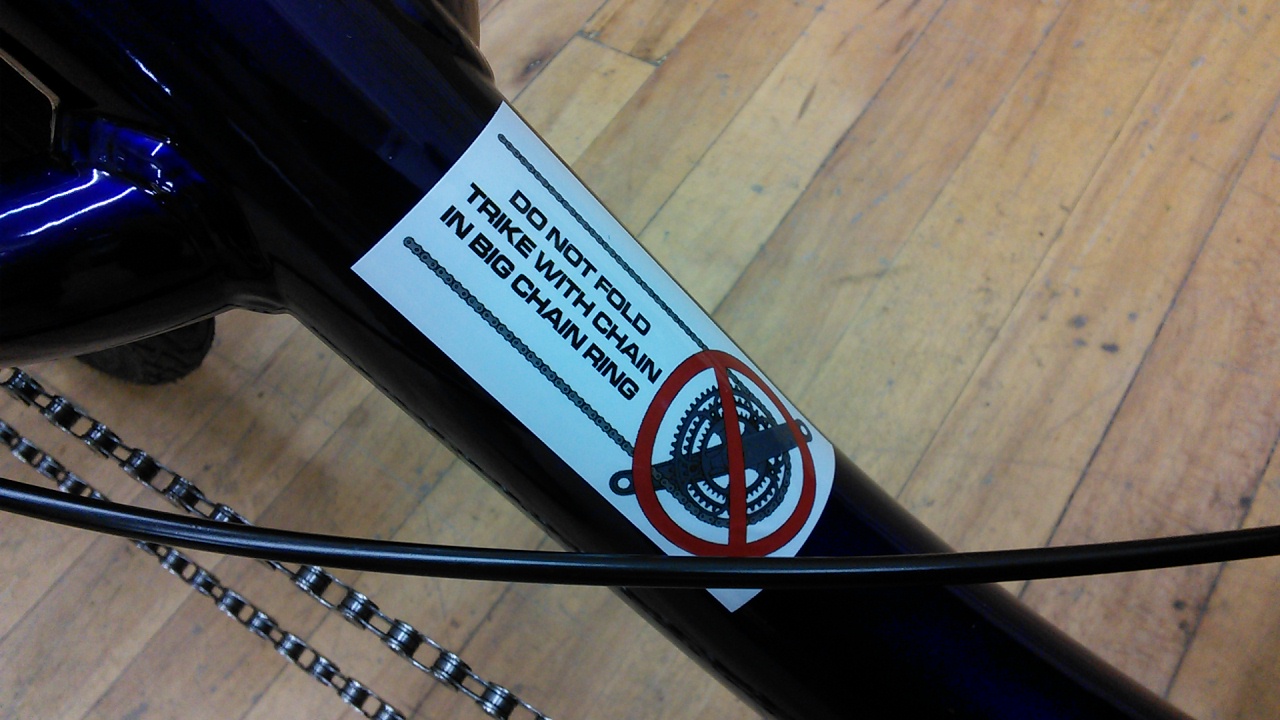 DO NOT FOLD
TRIKE WITH CHAIN
IN BIG CHAIN RING